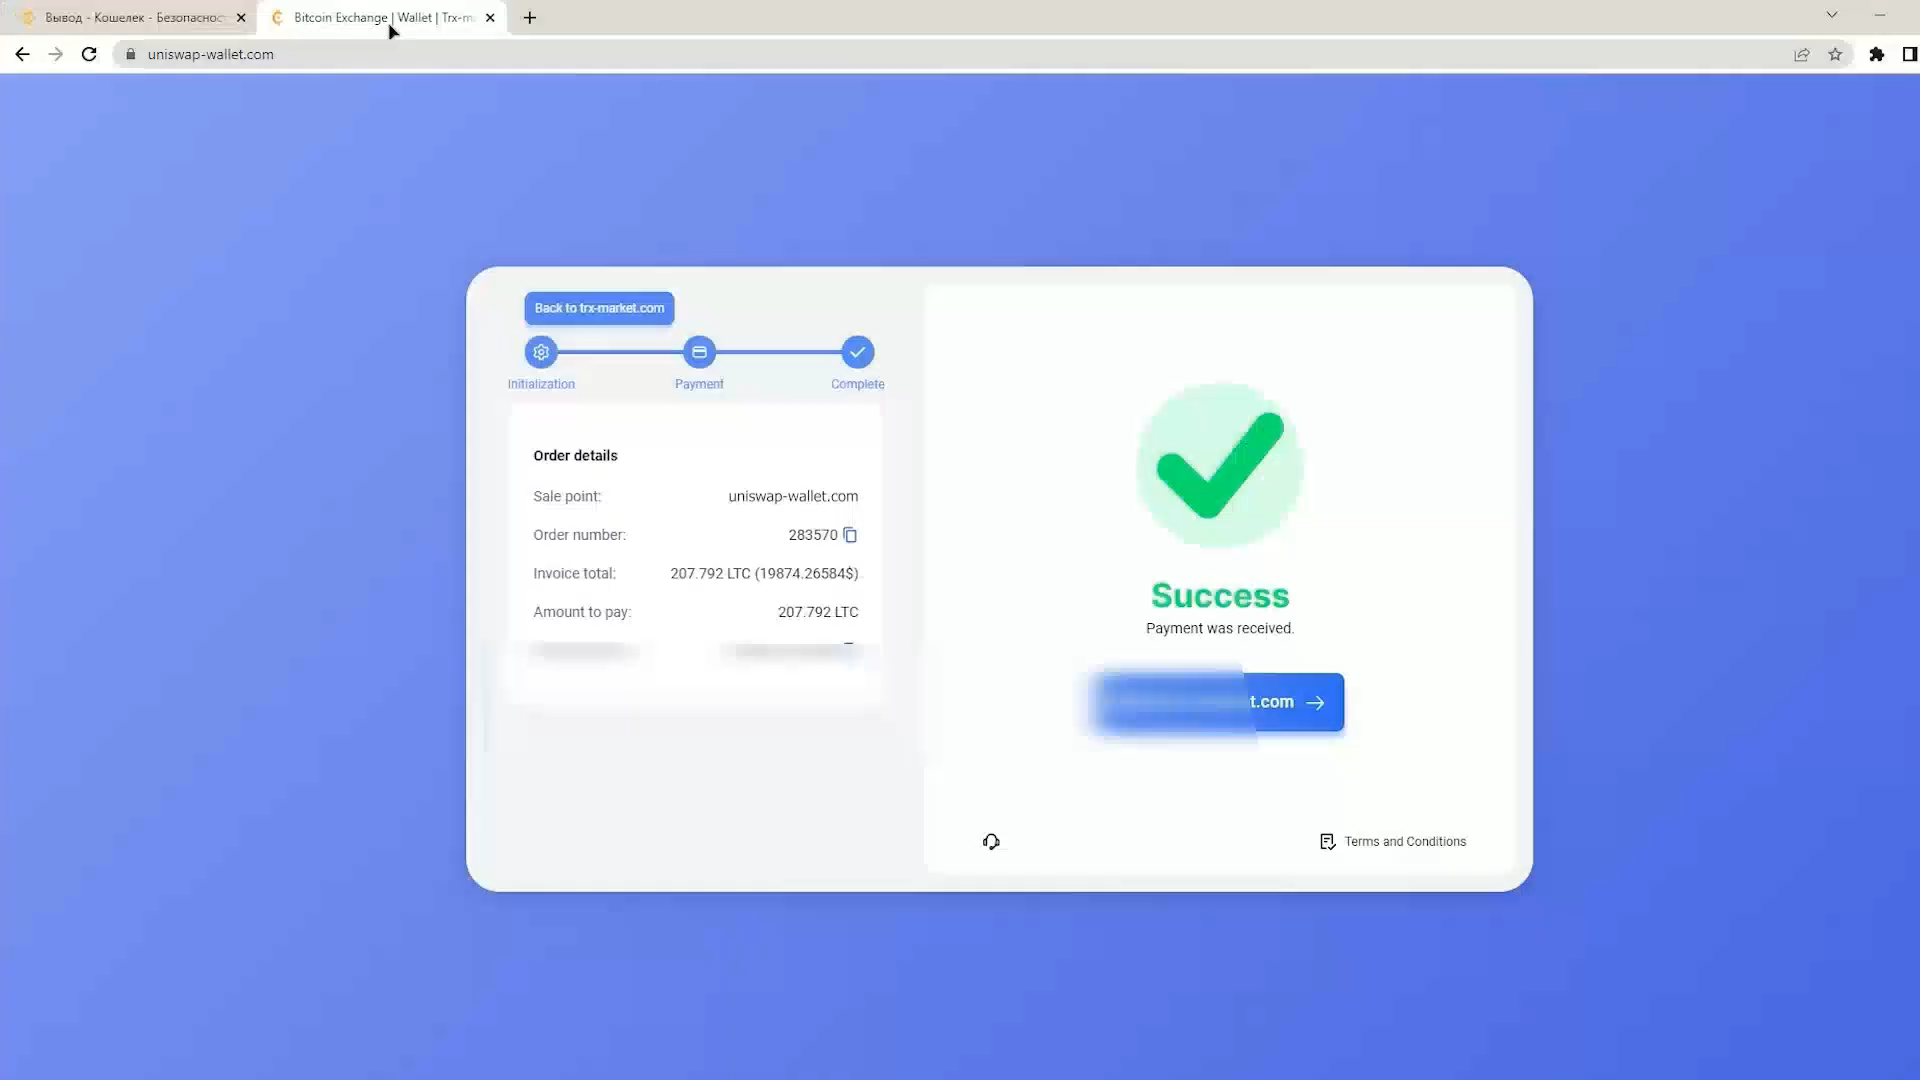 Вывод - Кошелек - Безопаснос
Bitcoin Exchange | Wallet | Trx-m
uniswap-wallet.com
Back to trx-market.com
Initialization
Payment
Complete
Order details
Sale point: uniswap-wallet.com
Order number: 283570
Invoice total: 207.792 LTC (19874.26584$)
Amount to pay: 207.792 LTC
Success
Payment was received.
t.com
Terms and Conditions